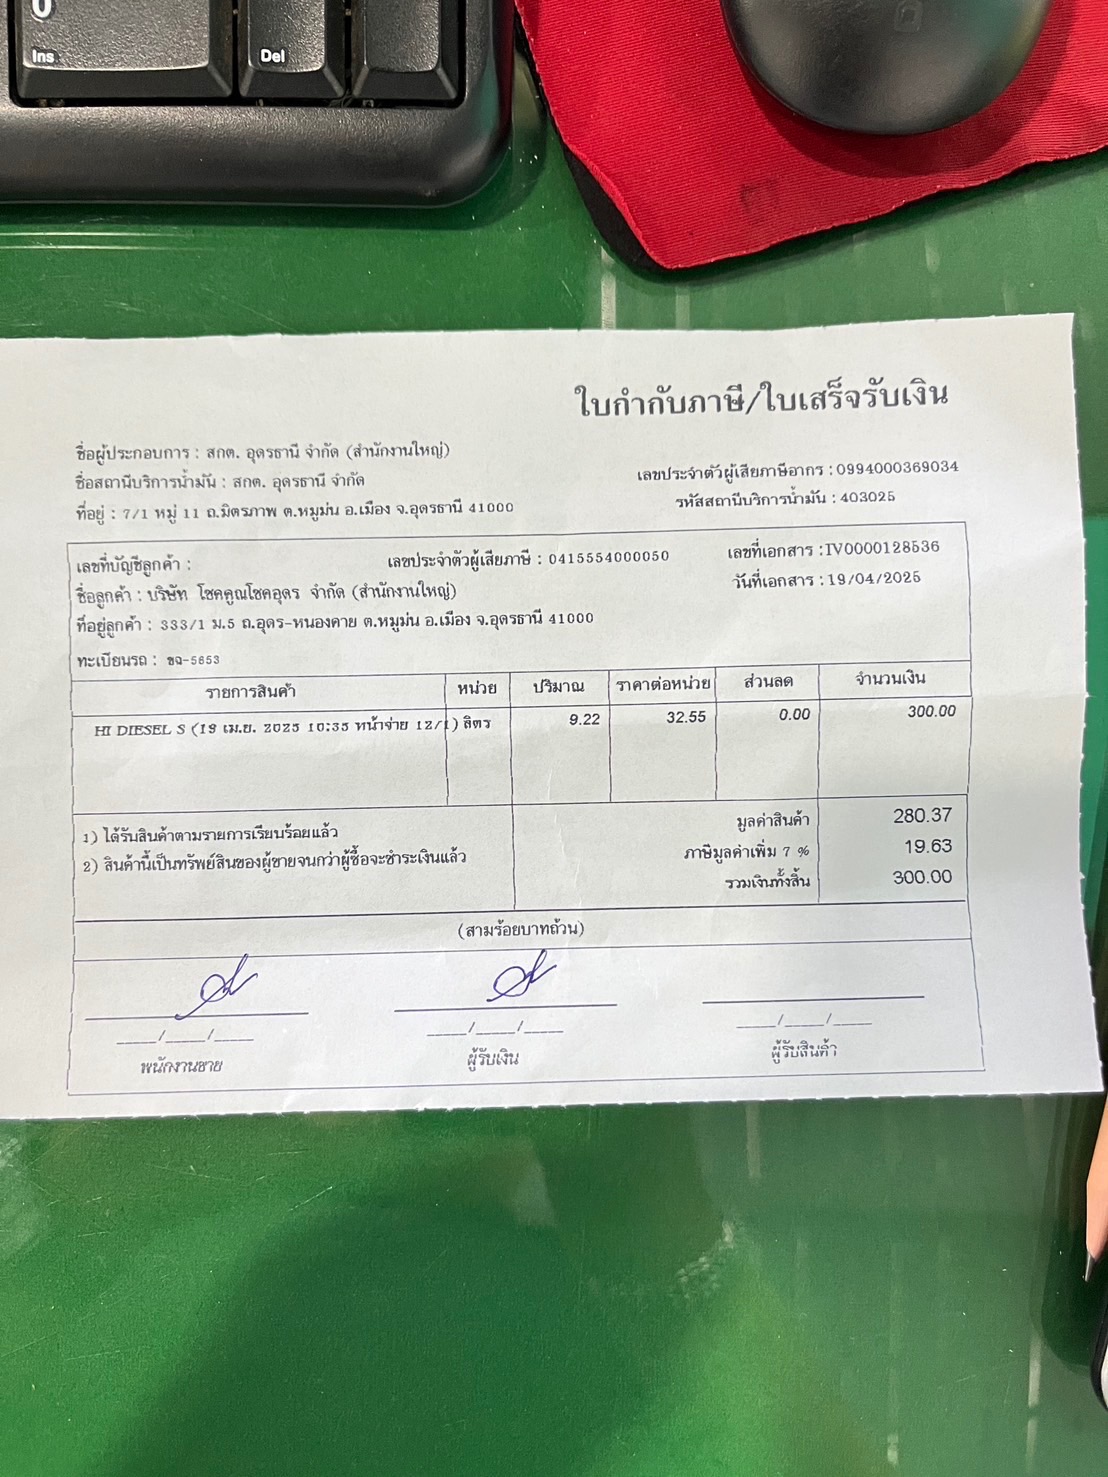 Ins
Del
ใบกำกับภาษี/ใบเสร็จรับเงิน
ชื่อผู้ประกอบการ : สกต. อุดรธานี จำกัด (สำนักงานใหญ่)
เลขประจำตัวผู้เสียภาษีอากร : 0994000369034
ชื่อสถานีบริการน้ำมัน : สกต. อุดรธานี จำกัด
รหัสสถานีบริการน้ำมัน : 403025
ที่อยู่ : 7/1 หมู่ 11 ถ.มิตรภาพ ต.หมูม่น อ.เมือง จ.อุดรธานี 41000
เลขที่บัญชีลูกค้า : เลขประจำตัวผู้เสียภาษี : 0415554000050 เลขที่เอกสาร : IV0000128536
ชื่อลูกค้า : บริษัท โชคคูณโชคอุดร จำกัด (สำนักงานใหญ่) วันที่เอกสาร : 19/04/2025
ที่อยู่ลูกค้า : 333/1 ม.5 ถ.อุดร-หนองคาย ต.หมูม่น อ.เมือง จ.อุดรธานี 41000
ทะเบียนรถ : ขฉ-5653
รายการสินค้า หน่วย ปริมาณ ราคาต่อหน่วย ส่วนลด จำนวนเงิน
HI DIESEL S (19 เม.ย. 2025 10:35 หน้าจ่าย 12/1) ลิตร 9.22 32.55 0.00 300.00
1) ได้รับสินค้าตามรายการเรียบร้อยแล้ว มูลค่าสินค้า 280.37
2) สินค้านี้เป็นทรัพย์สินของผู้ขายจนกว่าผู้ซื้อจะชำระเงินแล้ว ภาษีมูลค่าเพิ่ม 7 % 19.63
รวมเงินทั้งสิ้น 300.00
(สามร้อยบาทถ้วน)
____/____/____ ____/____/____ ____/____/____
พนักงานขาย ผู้รับเงิน ผู้รับสินค้า